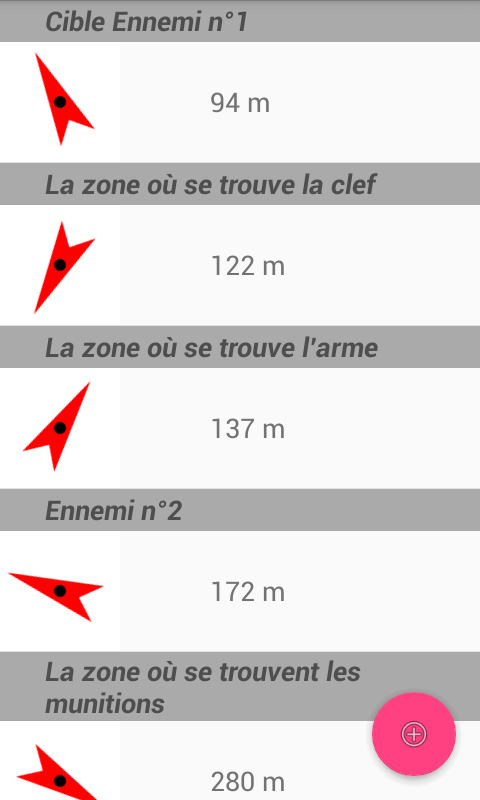 Cible Ennemi n°1
94 m
La zone où se trouve la clef
122 m
La zone où se trouve l'arme
137 m
Ennemi n°2
172 m
La zone où se trouvent les
munitions
280 m